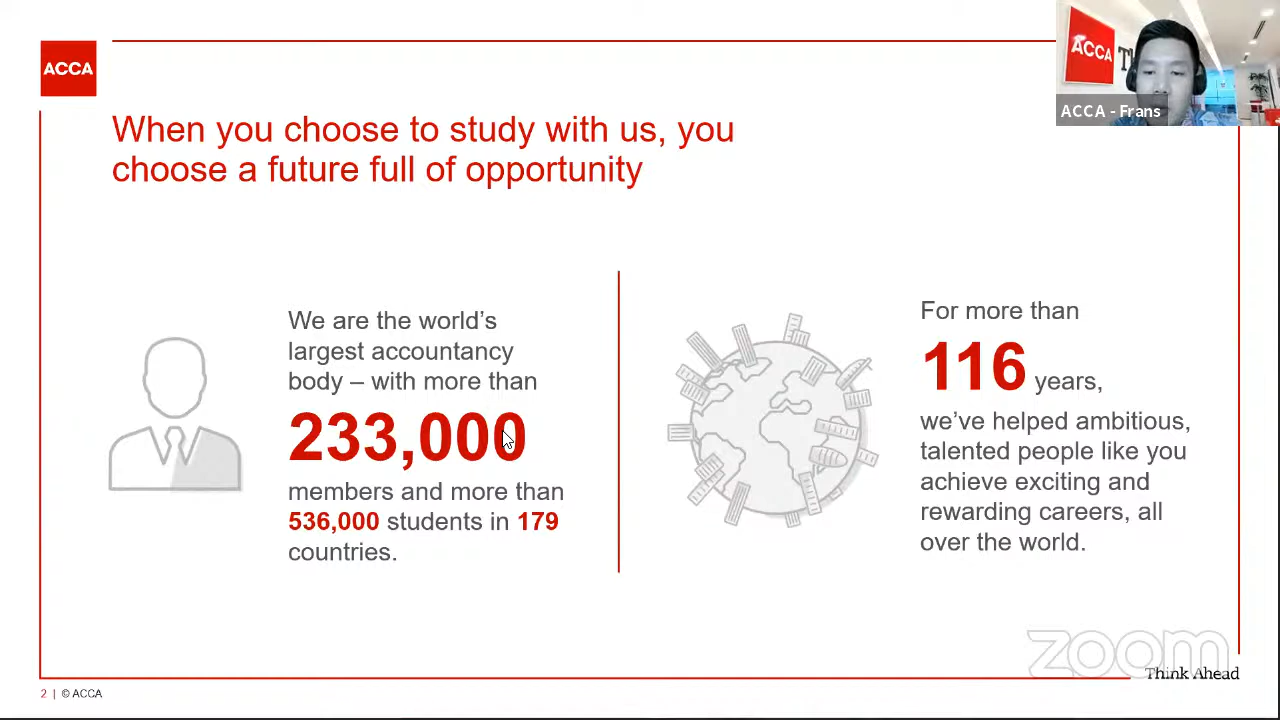 ACCA
ACCA
ACCA - Frans
When you choose to study with us, you
choose a future full of opportunity
We are the world's
largest accountancy
body – with more than
233,000
members and more than
536,000 students in 179
countries.
For more than
116 years,
we've helped ambitious,
talented people like you
achieve exciting and
rewarding careers, all
over the world.
zoom
Think Ahead
2 | © ACCA